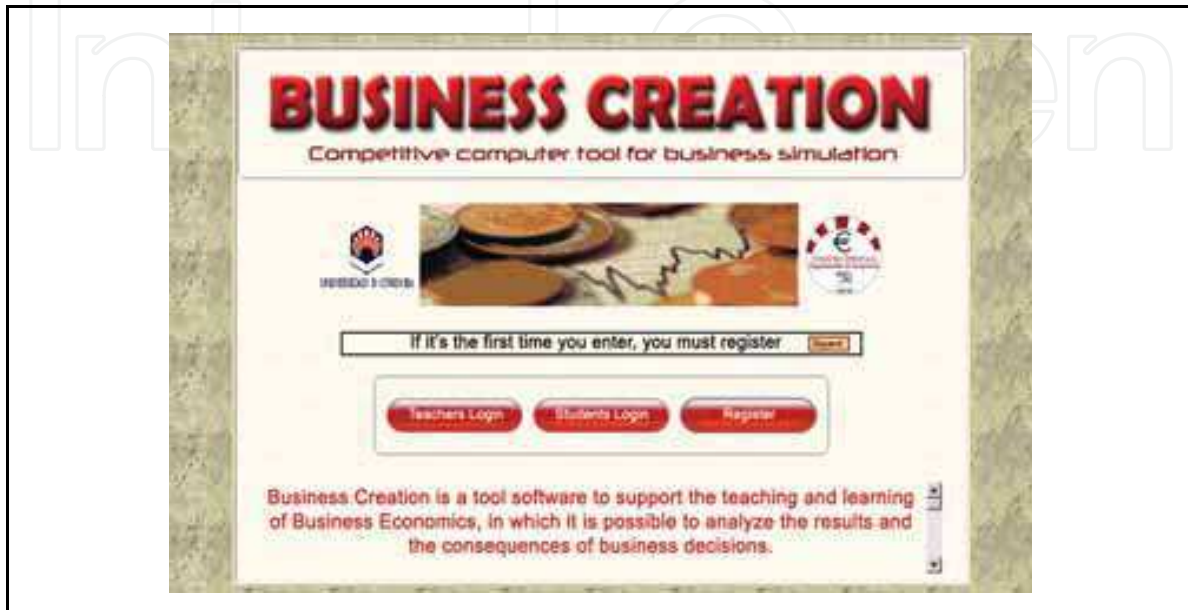 BUSINESS CREATION
Competitive computer tool for business simulation
If it's the first time you enter, you must register
Teachers Login
Students Login
Register
Business Creation is a tool software to support the teaching and learning
of Business Economics, in which it is possible to analyze the results and
the consequences of business decisions.